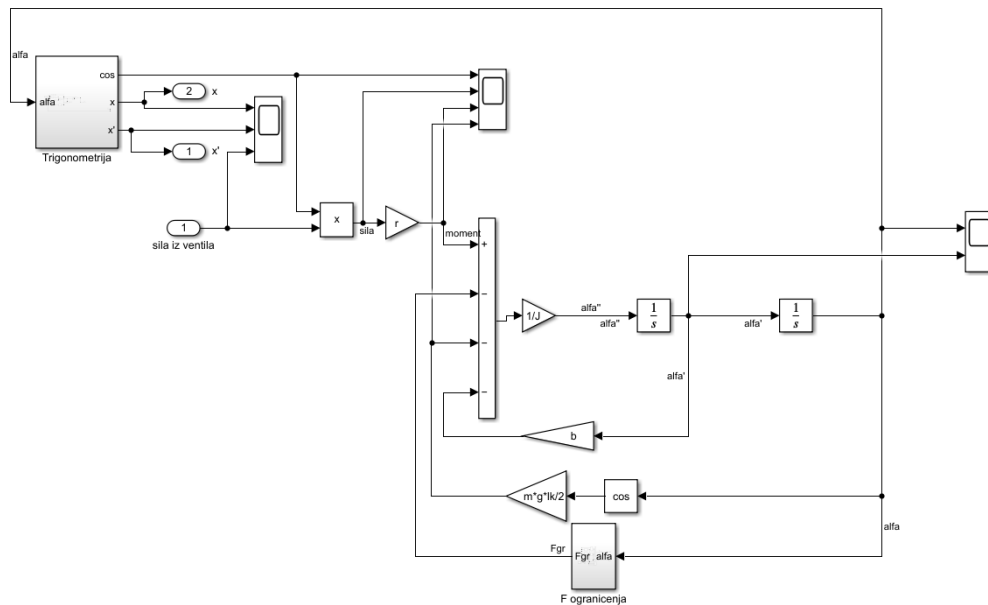 alfa
cos
alfa
x
2
x
x'
1
x'
Trigonometrija
1
sila iz ventila
x
sila
r
moment
+
−
−
−
1/J
alfa''
alfa''
1
s
alfa'
1
s
alfa'
b
m*g*lk/2
cos
alfa
Fgr
Fgr
alfa
F ogranicenja